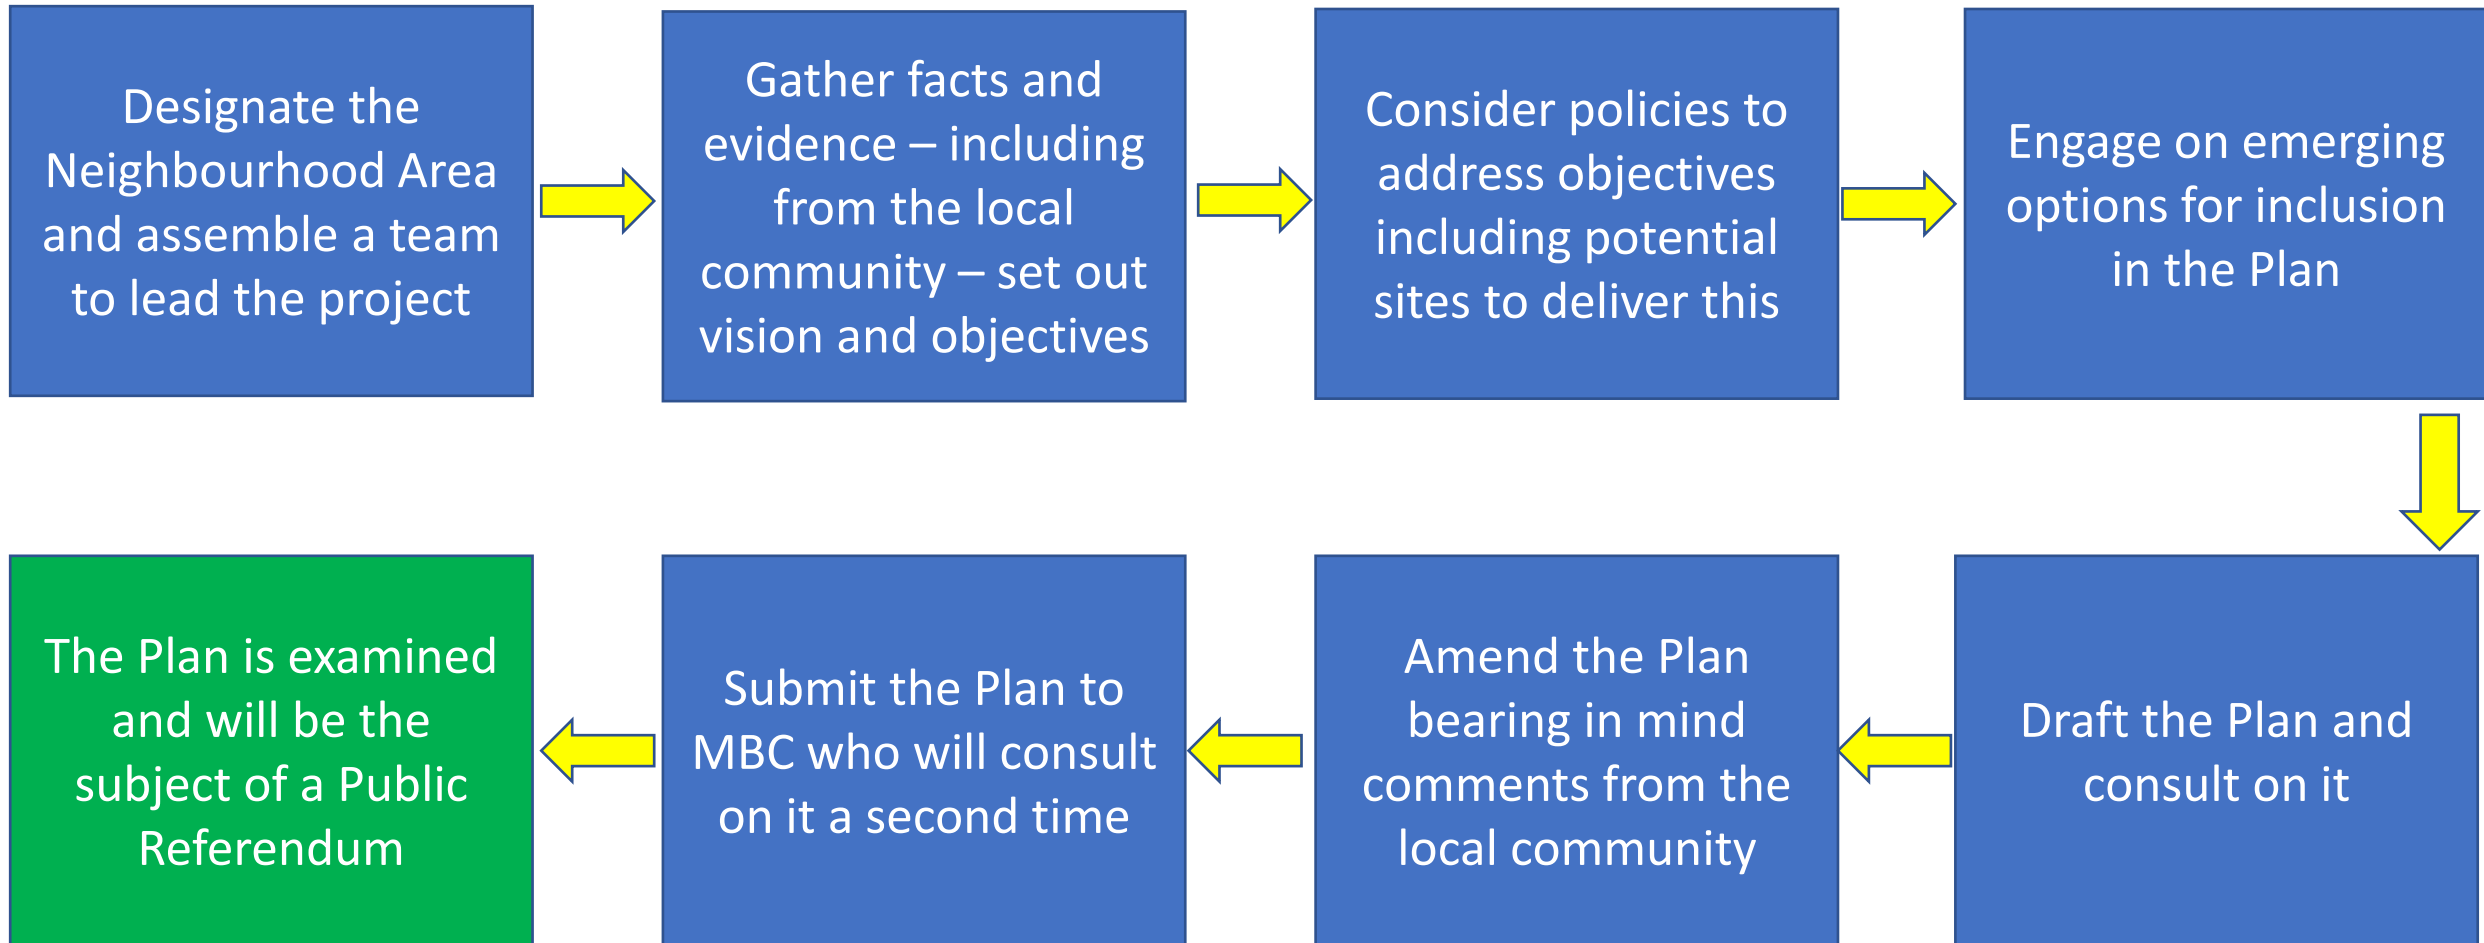 Designate the
Neighbourhood Area
and assemble a team
to lead the project
Gather facts and
evidence – including
from the local
community – set out
vision and objectives
Consider policies to
address objectives
including potential
sites to deliver this
Engage on emerging
options for inclusion
in the Plan
Draft the Plan and
consult on it
Amend the Plan
bearing in mind
comments from the
local community
Submit the Plan to
MBC who will consult
on it a second time
The Plan is examined
and will be the
subject of a Public
Referendum